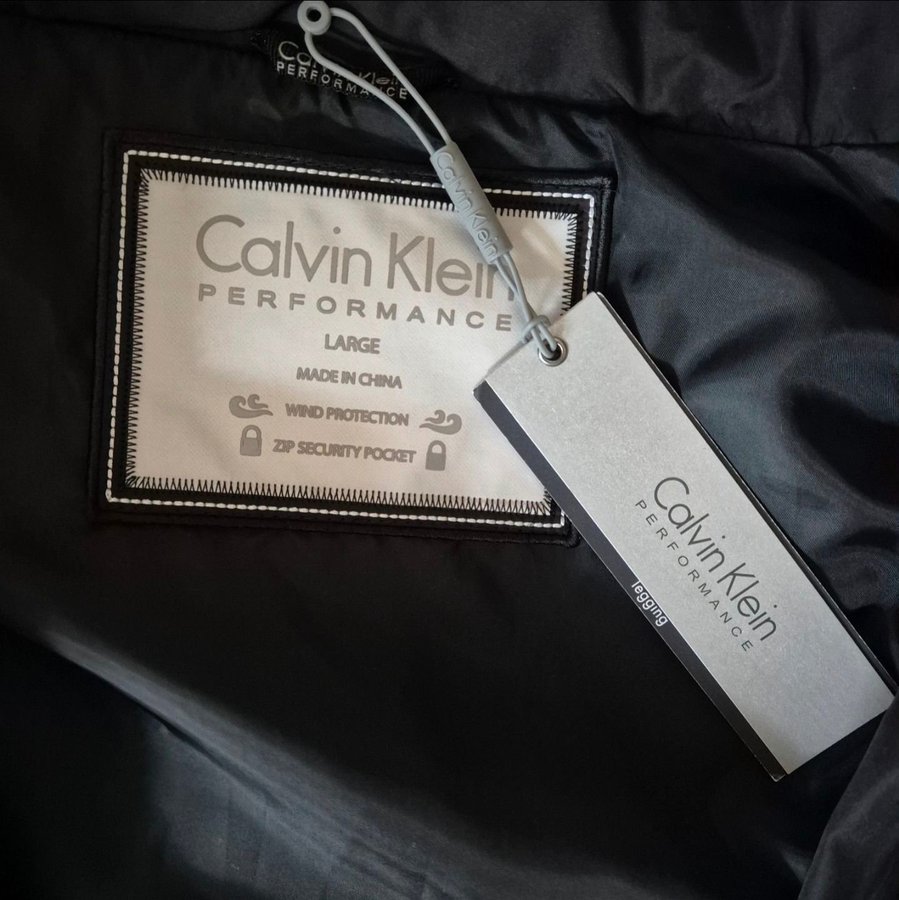 Calvin Klein
PERFORMANCE
Calvin Klein
Calvin Klein
PERFORMANCE
LARGE
MADE IN CHINA
WIND PROTECTION
ZIP SECURITY POCKET
Calvin Klein
PERFORMANCE
legging